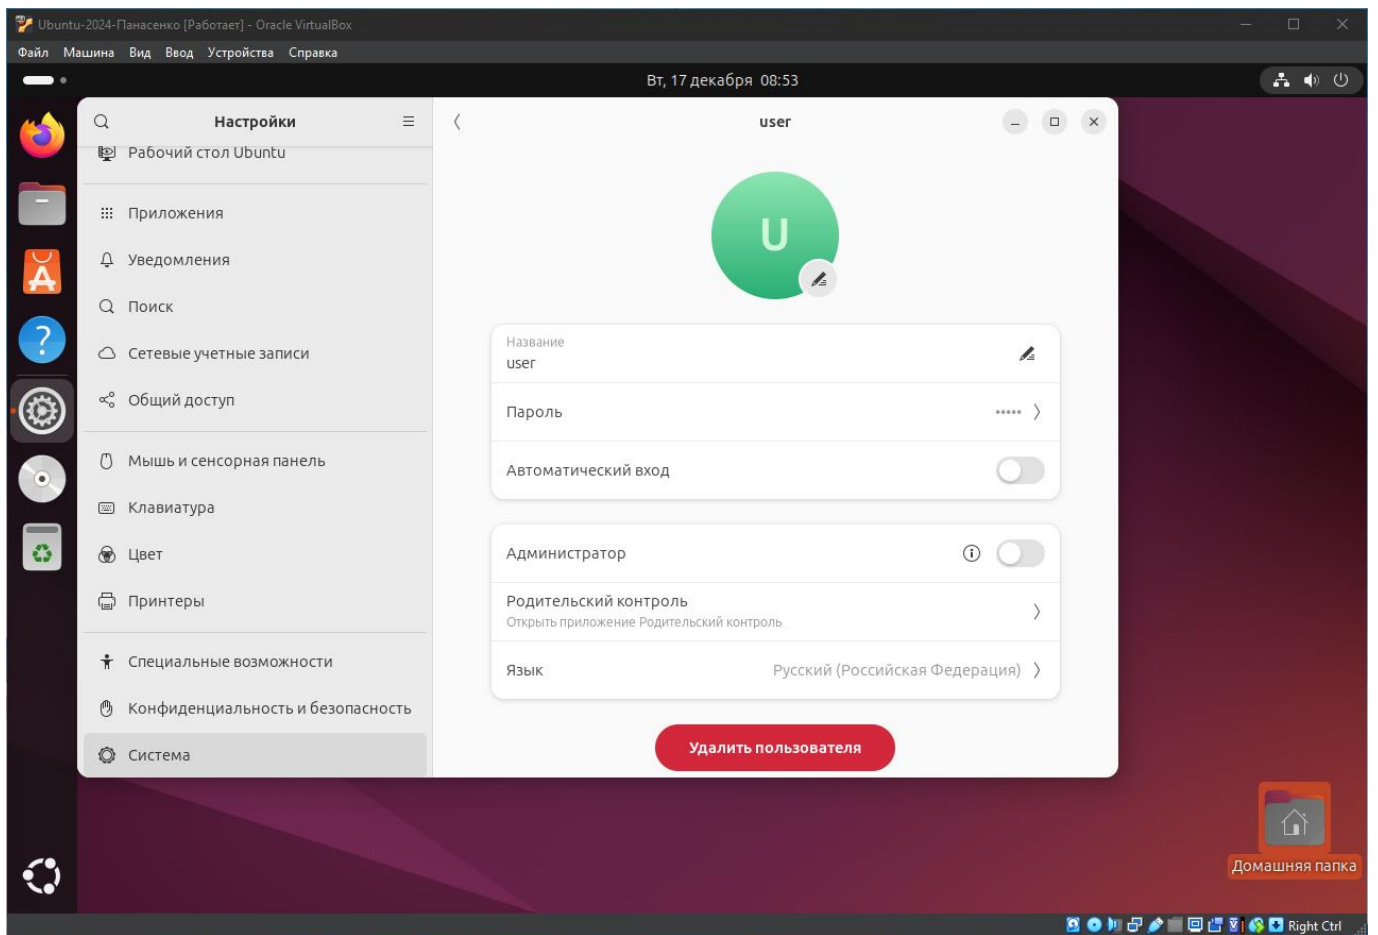 Ubuntu-2024-Панасенко [Работает] - Oracle VirtualBox
Файл Машина Вид Ввод Устройства Справка
Вт, 17 декабря 08:53
Настройки
user
Рабочий стол Ubuntu
Приложения
Уведомления
Поиск
Сетевые учетные записи
Общий доступ
Мышь и сенсорная панель
Клавиатура
Цвет
Принтеры
Специальные возможности
Конфиденциальность и безопасность
Система
U
Название
user
Пароль
Автоматический вход
Администратор
Родительский контроль
Открыть приложение Родительский контроль
Язык Русский (Российская Федерация)
Удалить пользователя
Домашняя папка
Right Ctrl